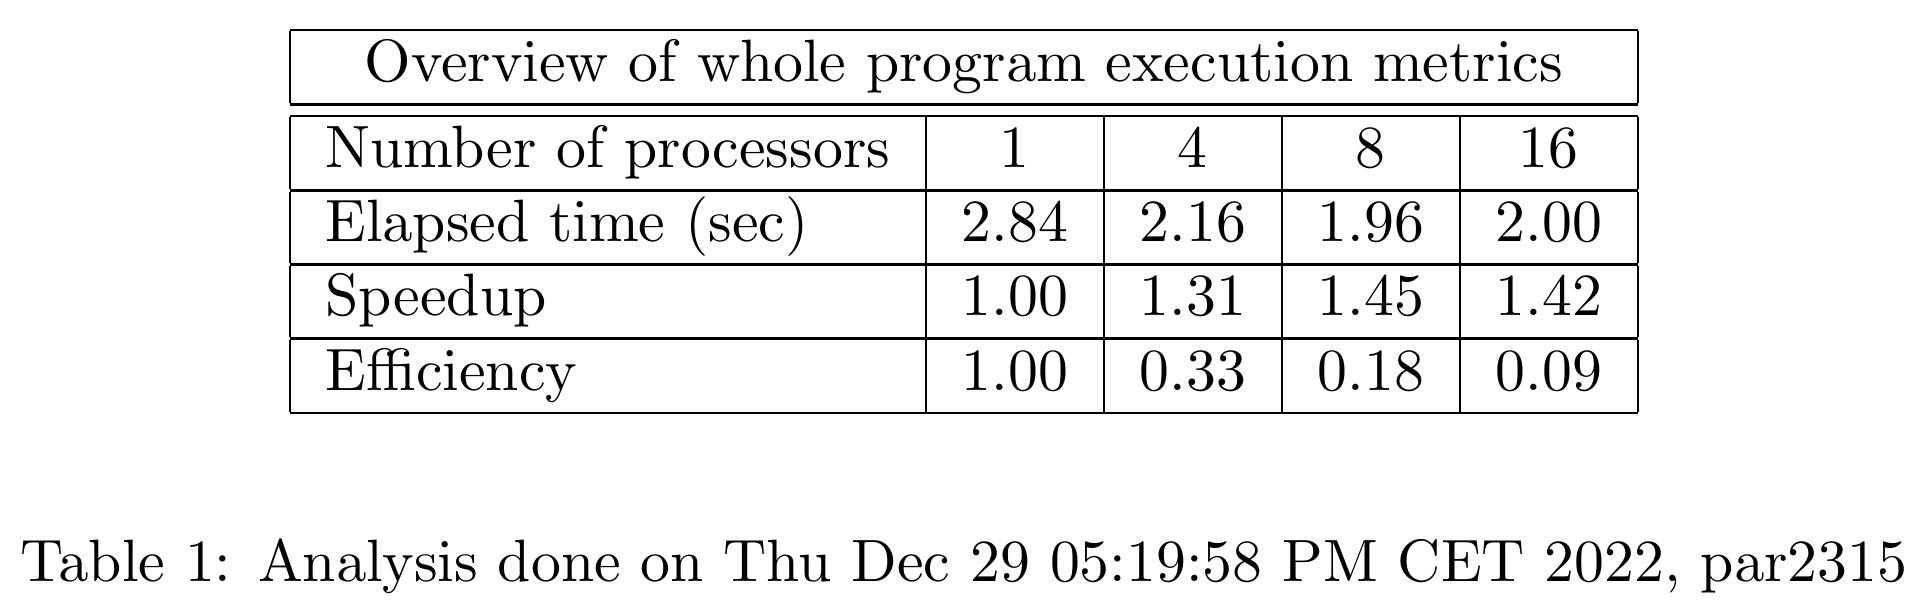 Overview of whole program execution metrics
Number of processors 1 4 8 16
Elapsed time (sec) 2.84 2.16 1.96 2.00
Speedup 1.00 1.31 1.45 1.42
Efficiency 1.00 0.33 0.18 0.09
Table 1: Analysis done on Thu Dec 29 05:19:58 PM CET 2022, par2315